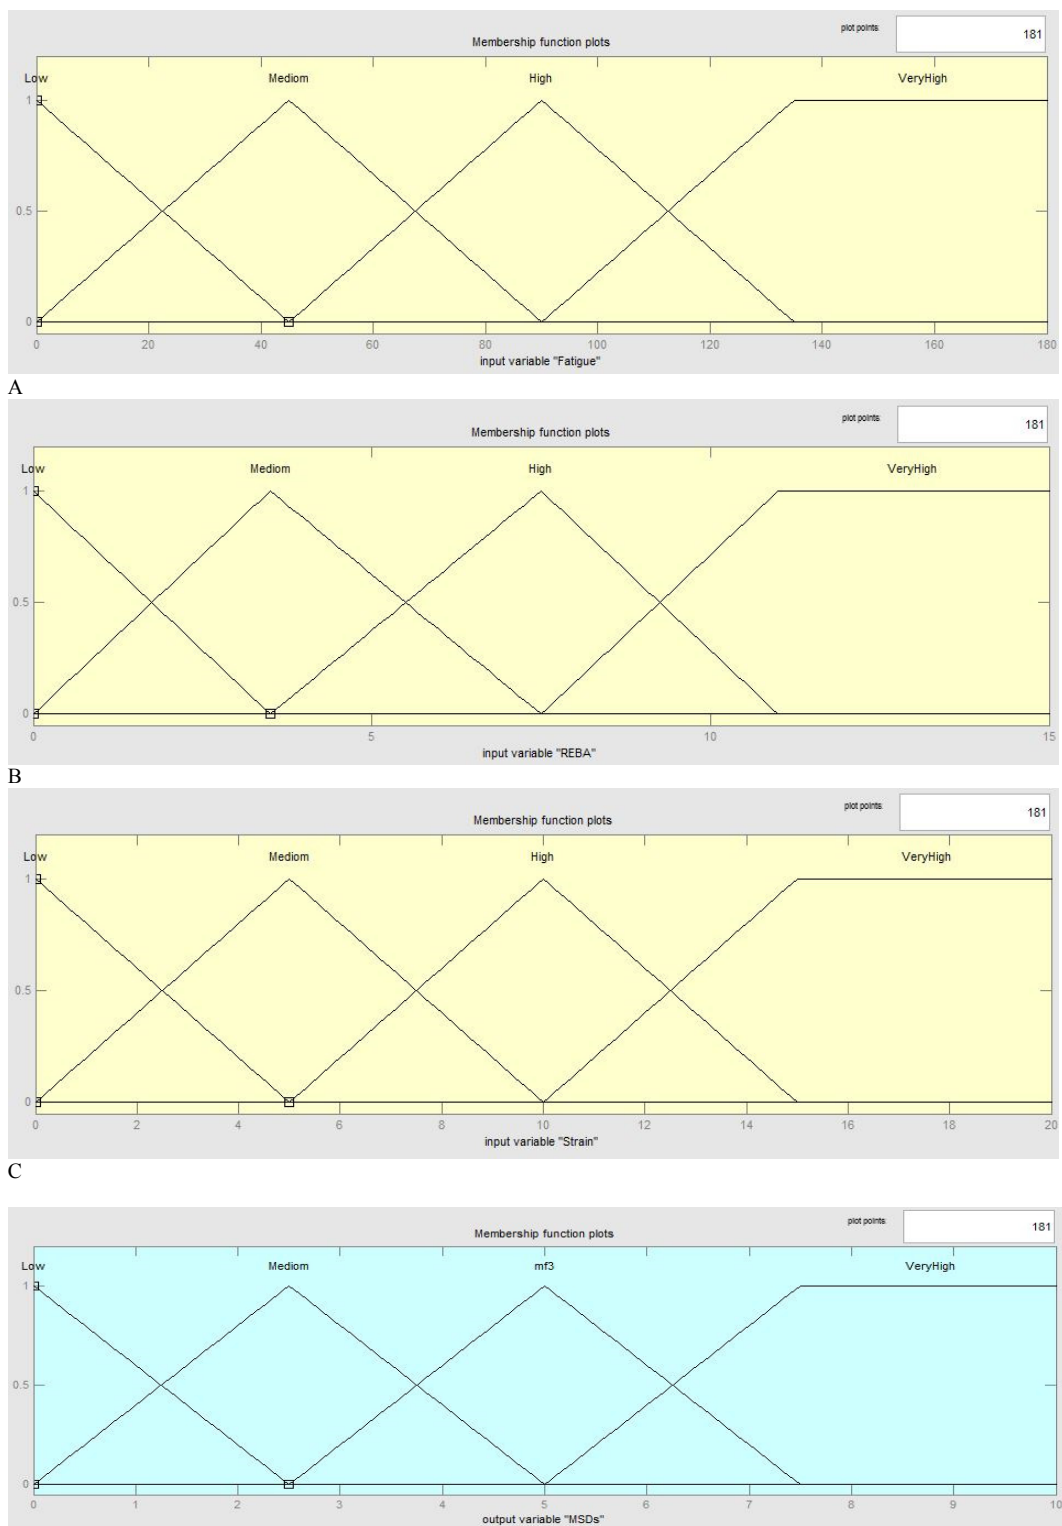 plot points: 181
Membership function plots
Low Mediom High VeryHigh
1
0.5
0
0 20 40 60 80 100 120 140 160 180
input variable "Fatigue"
A
plot points: 181
Membership function plots
Low Mediom High VeryHigh
1
0.5
0
0 5 10 15
input variable "REBA"
B
plot points: 181
Membership function plots
Low Mediom High VeryHigh
1
0.5
0
0 2 4 6 8 10 12 14 16 18 20
input variable "Strain"
C
plot points: 181
Membership function plots
Low Mediom mf3 VeryHigh
1
0.5
0
0 1 2 3 4 5 6 7 8 9 10
output variable "MSDs"